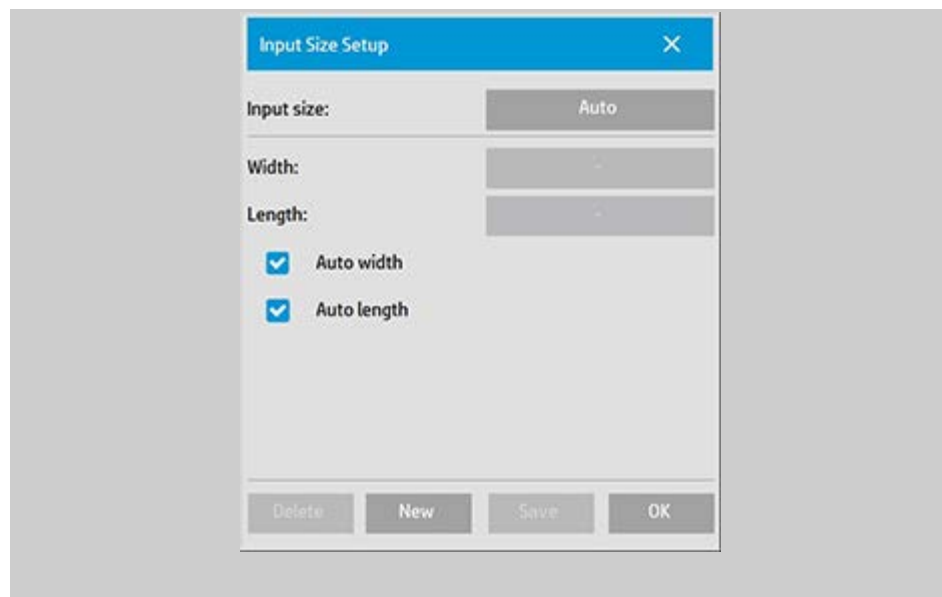 Input Size Setup
Input size: Auto
Width: -
Length: -
Auto width
Auto length
Delete New Save OK